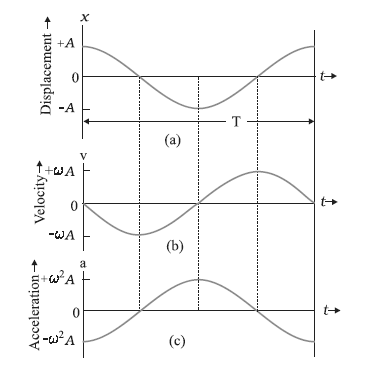 x
Displacement→
+A
0
-A
t→
T
(a)
v
Velocity→
+ωA
0
-ωA
t→
(b)
a
Acceleration→
+ω²A
0
-ω²A
t→
(c)